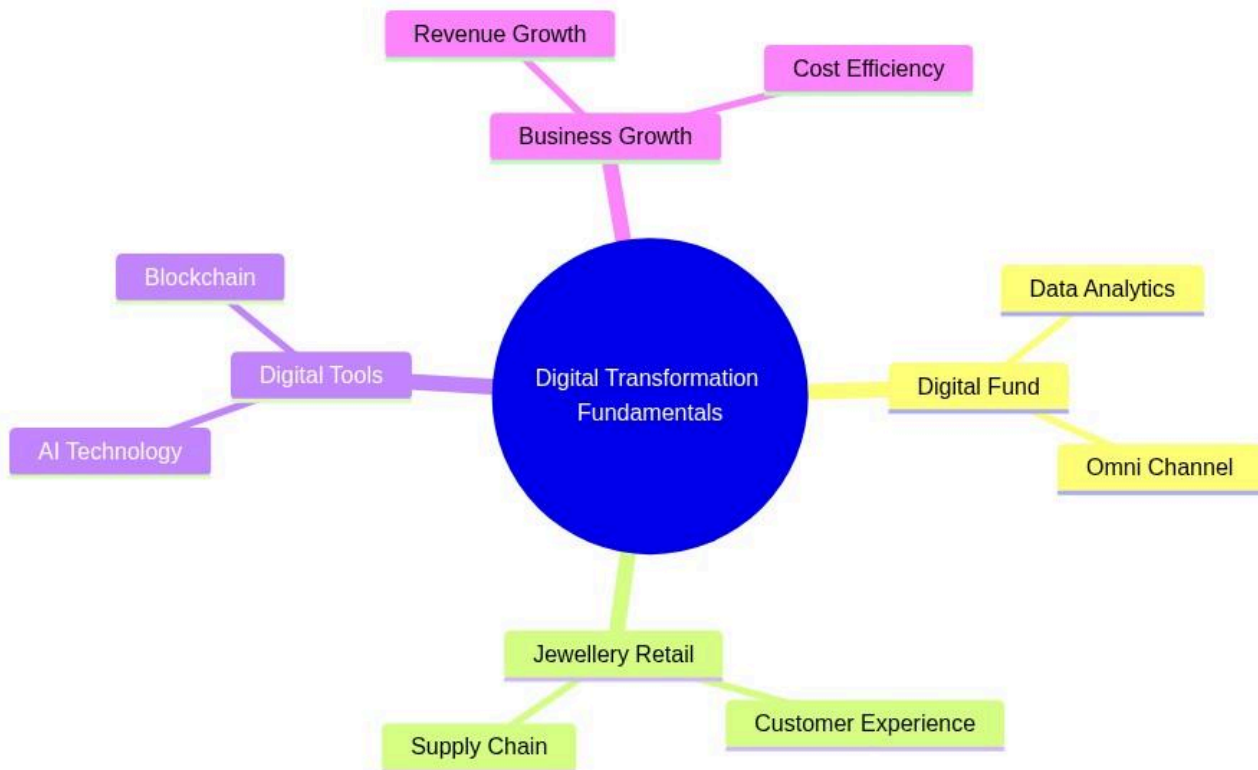 Revenue Growth
Cost Efficiency
Business Growth
Blockchain
Data Analytics
Digital Tools
Digital Transformation
Fundamentals
Digital Fund
AI Technology
Omni Channel
Jewellery Retail
Customer Experience
Supply Chain